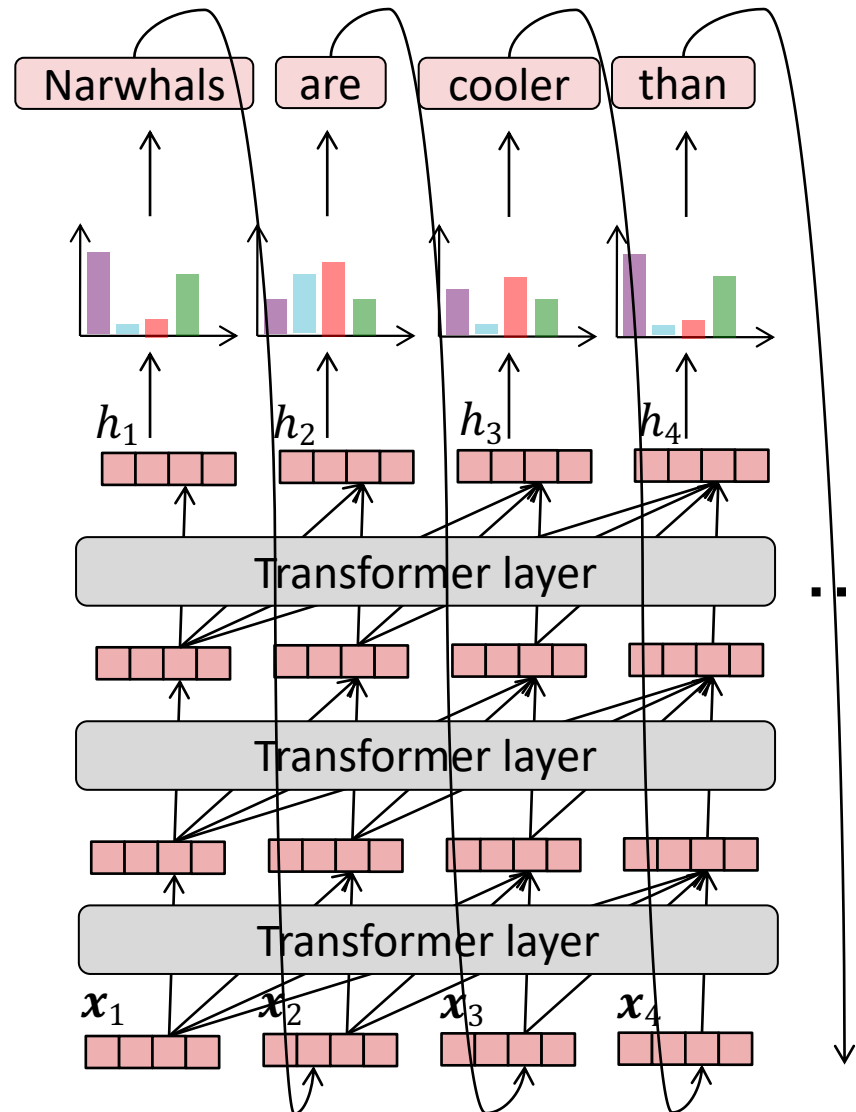 Narwhals are cooler than
h₁ h₂ h₃ h₄
Transformer layer
..
Transformer layer
Transformer layer
x₁ x₂ x₃ x₄